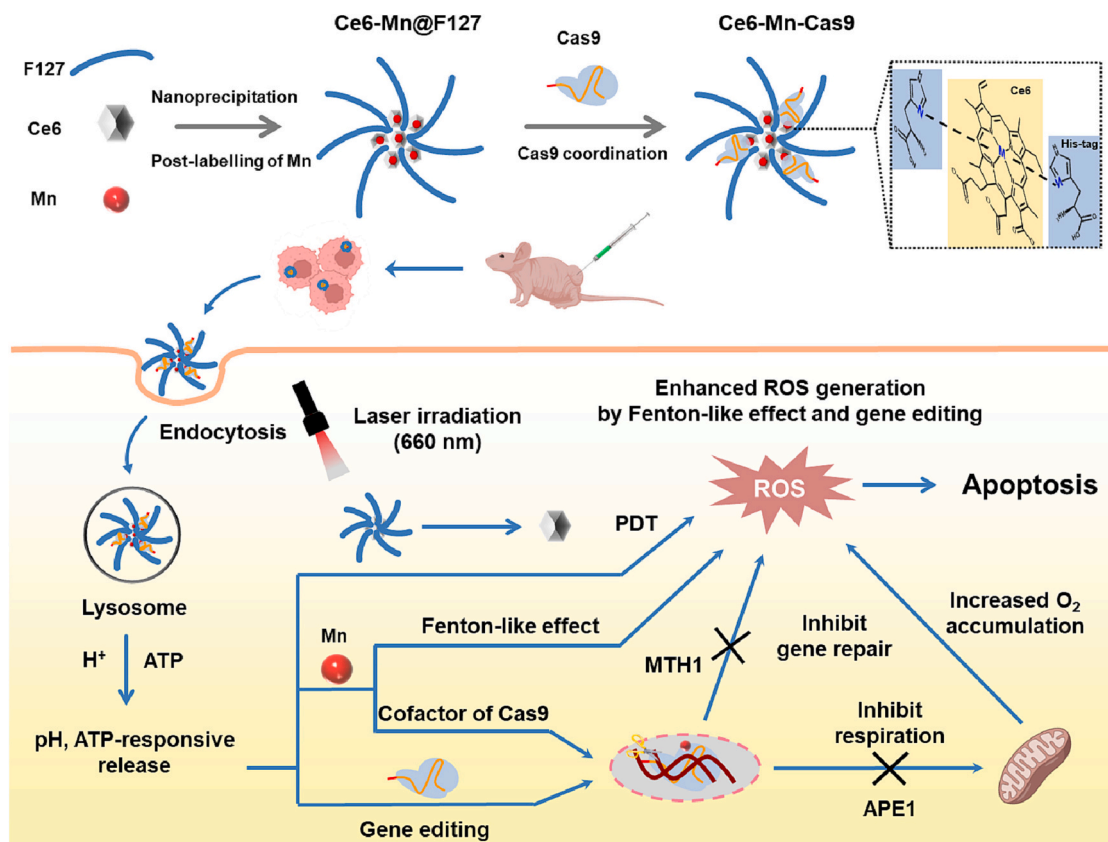 Ce6-Mn@F127
Ce6-Mn-Cas9
Cas9
F127
Nanoprecipitation
Ce6
Post-labelling of Mn
Cas9 coordination
Mn
Ce6
His-tag
Endocytosis
Laser irradiation
(660 nm)
Enhanced ROS generation
by Fenton-like effect and gene editing
ROS
Apoptosis
PDT
Lysosome
H⁺
ATP
pH, ATP-responsive
release
Mn
Fenton-like effect
Cofactor of Cas9
Gene editing
MTH1
Inhibit
gene repair
Increased O₂
accumulation
Inhibit
respiration
APE1